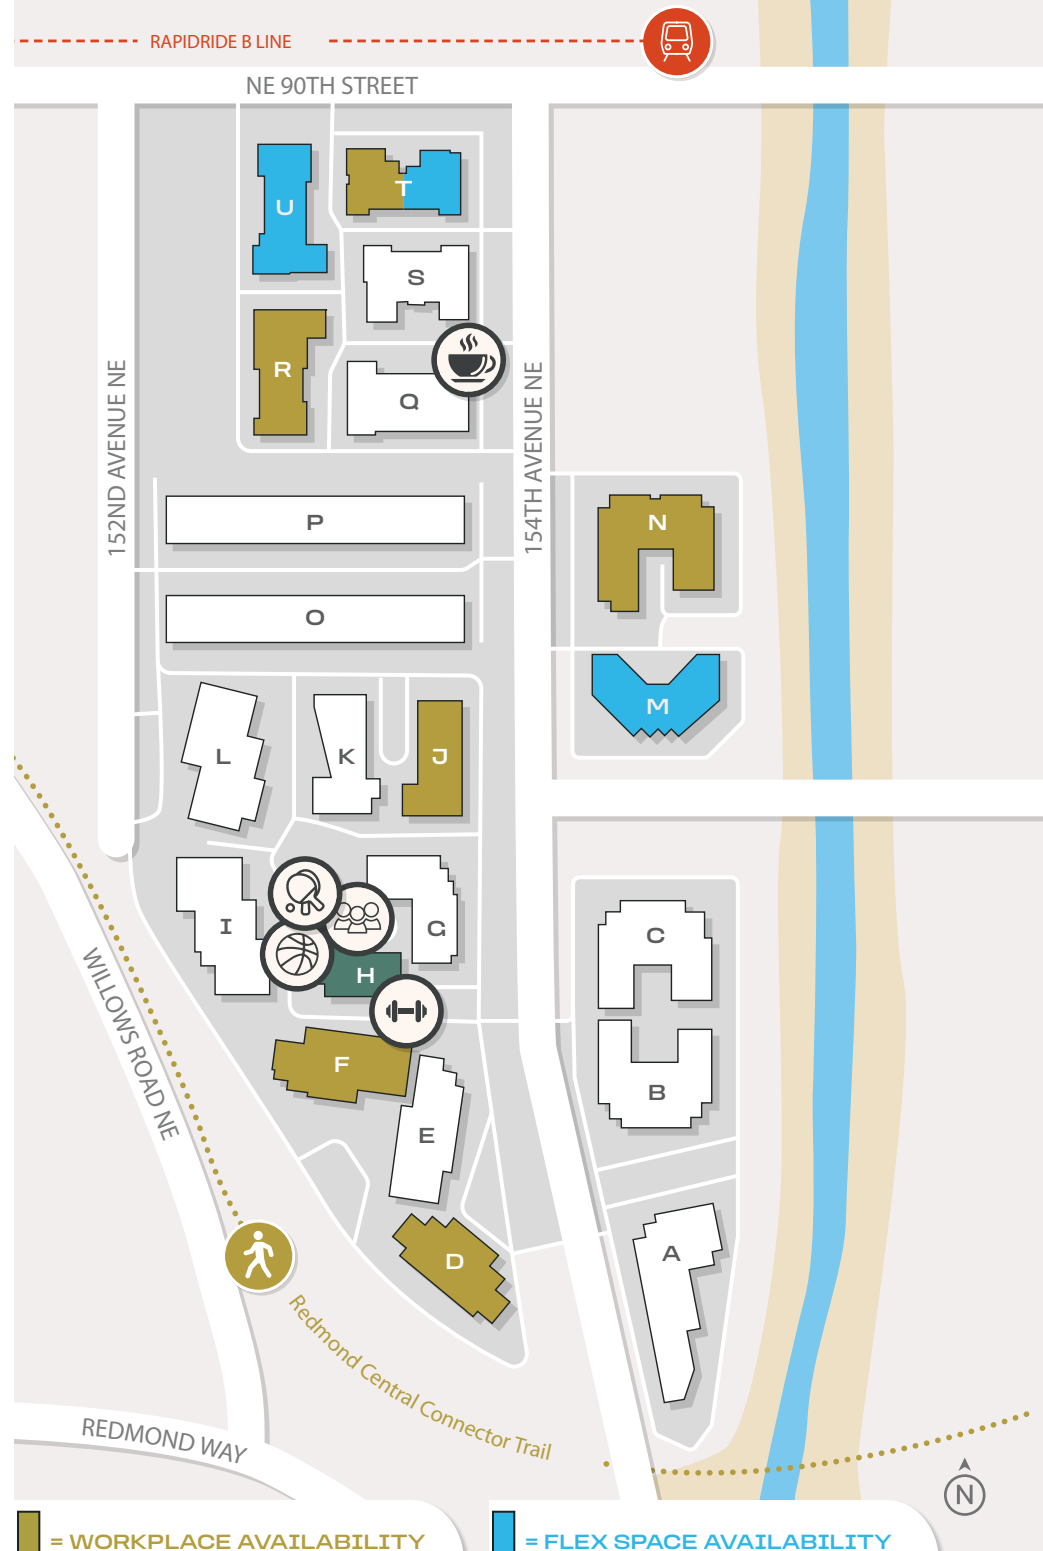 RAPIDRIDE B LINE
NE 90TH STREET
U
T
S
R
Q
152ND AVENUE NE
154TH AVENUE NE
P
N
O
M
L
K
J
I
G
C
H
WILLOWS ROAD NE
F
B
E
A
D
Redmond Central Connector Trail
REDMOND WAY
N
= WORKPLACE AVAILABILITY
= FLEX SPACE AVAILABILITY